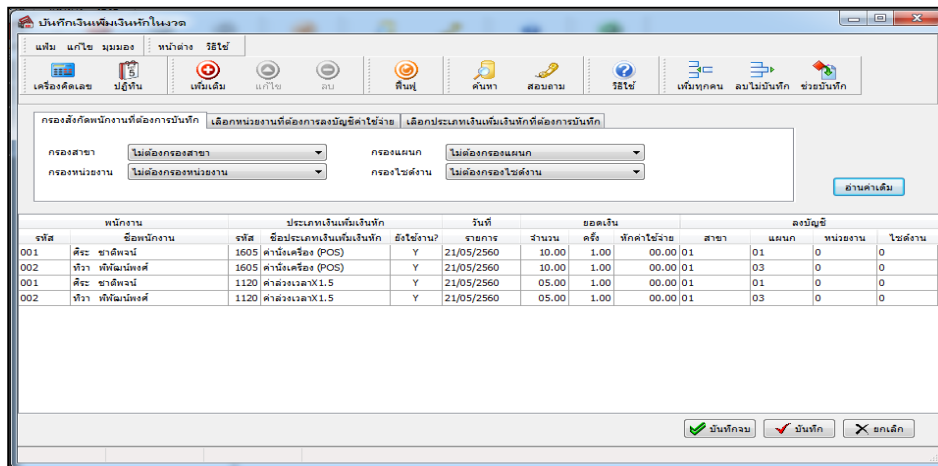 บันทึกเงินเพิ่มเงินหักในงวด
แฟ้ม แก้ไข มุมมอง หน้าต่าง วิธีใช้
เครื่องคิดเลข ปฏิทิน เพิ่มเติม แก้ไข ลบ ฟื้นฟู ค้นหา สอบถาม วิธีใช้ เพิ่มทุกคน ลบไม่บันทึก ช่วยบันทึก
กรองสังกัดพนักงานที่ต้องการบันทึก เลือกหน่วยงานที่ต้องการลงบัญชีค่าใช้จ่าย เลือกประเภทเงินเพิ่มเงินหักที่ต้องการบันทึก
กรองสาขา ไม่ต้องกรองสาขา กรองแผนก ไม่ต้องกรองแผนก
กรองหน่วยงาน ไม่ต้องกรองหน่วยงาน กรองไซด์งาน ไม่ต้องกรองไซด์งาน
อ่านค่าเดิม
พนักงาน ประเภทเงินเพิ่มเงินหัก วันที่ ยอดเงิน ลงบัญชี
รหัส ชื่อพนักงาน รหัส ชื่อประเภทเงินเพิ่มเงินหัก ยังใช้งาน? รายการ จำนวน ครั้ง หักค่าใช้จ่าย สาขา แผนก หน่วยงาน ไซด์งาน
001 ศิระ ชาติพจน์ 1605 ค่านั่งเครื่อง (POS) Y 21/05/2560 10.00 1.00 00.00 01 01 0 0
002 ทิวา พิพัฒน์พงศ์ 1605 ค่านั่งเครื่อง (POS) Y 21/05/2560 10.00 1.00 00.00 01 03 0 0
001 ศิระ ชาติพจน์ 1120 ค่าล่วงเวลาX1.5 Y 21/05/2560 05.00 1.00 00.00 01 01 0 0
002 ทิวา พิพัฒน์พงศ์ 1120 ค่าล่วงเวลาX1.5 Y 21/05/2560 05.00 1.00 00.00 01 03 0 0
บันทึกจบ บันทึก ยกเลิก